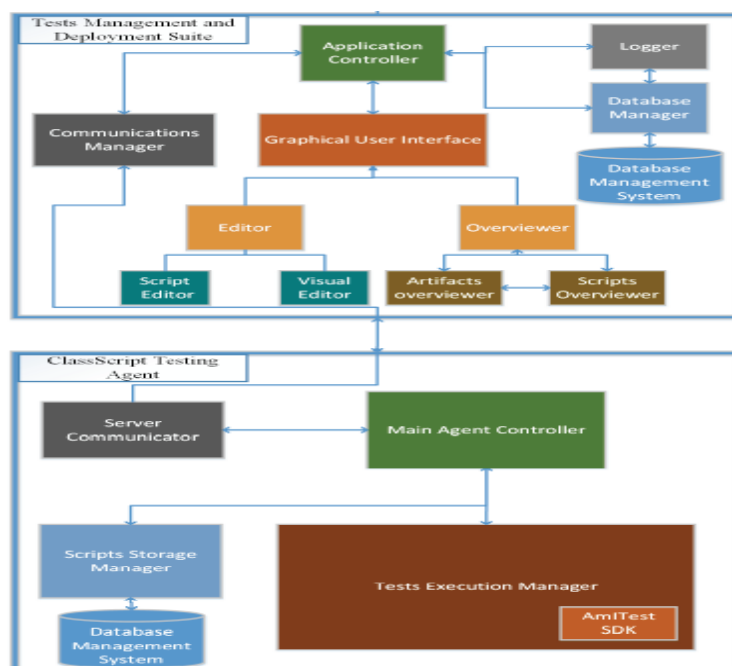 Tests Management and
Deployment Suite
Application
Controller
Logger
Database
Manager
Communications
Manager
Graphical User Interface
Database
Management
System
Editor
Overviewer
Script
Editor
Visual
Editor
Artifacts
overviewer
Scripts
Overviewer
ClassScript Testing
Agent
Server
Communicator
Main Agent Controller
Scripts Storage
Manager
Tests Execution Manager
AmITest
SDK
Database
Management
System